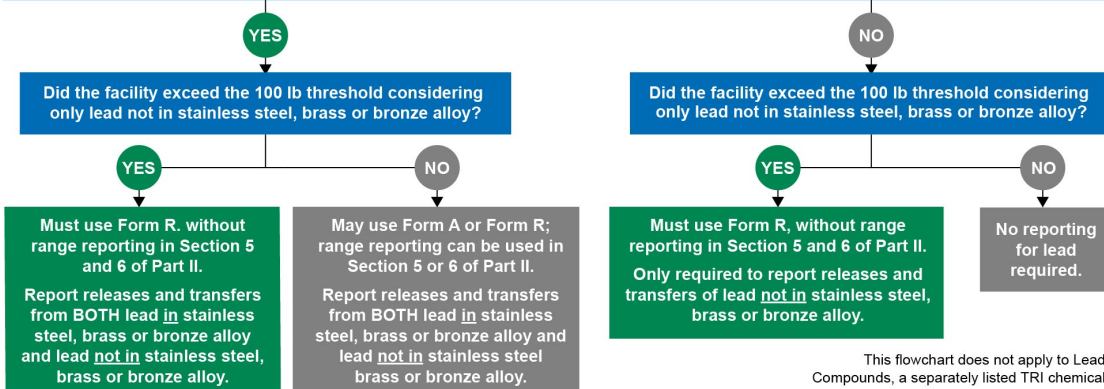 YES
NO
Did the facility exceed the 100 lb threshold considering
only lead not in stainless steel, brass or bronze alloy?
Did the facility exceed the 100 lb threshold considering
only lead not in stainless steel, brass or bronze alloy?
YES
NO
YES
NO
Must use Form R. without
range reporting in Section 5
and 6 of Part II.
Report releases and transfers
from BOTH lead in stainless
steel, brass or bronze alloy
and lead not in stainless steel,
brass or bronze alloy.
May use Form A or Form R;
range reporting can be used in
Section 5 or 6 of Part II.
Report releases and transfers
from BOTH lead in stainless
steel, brass or bronze alloy and
lead not in stainless steel
brass or bronze alloy.
Must use Form R, without range
reporting in Section 5 and 6 of Part II.
Only required to report releases and
transfers of lead not in stainless steel,
brass or bronze alloy.
No reporting
for lead
required.
This flowchart does not apply to Lead
Compounds, a separately listed TRI chemical